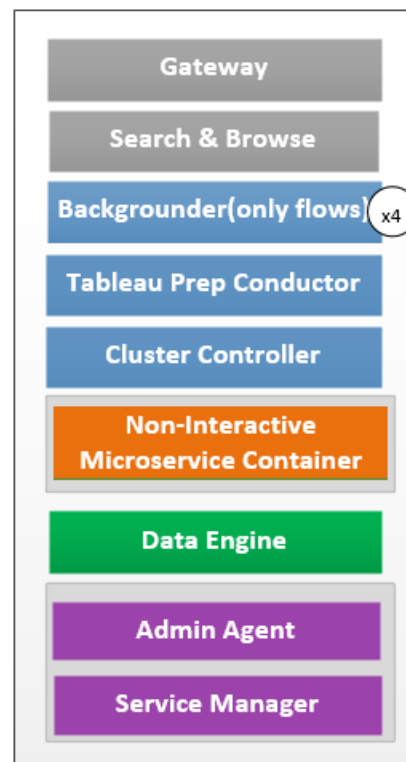 Gateway
Search & Browse
Backgrounder(only flows)
x4
Tableau Prep Conductor
Cluster Controller
Non-Interactive
Microservice Container
Data Engine
Admin Agent
Service Manager